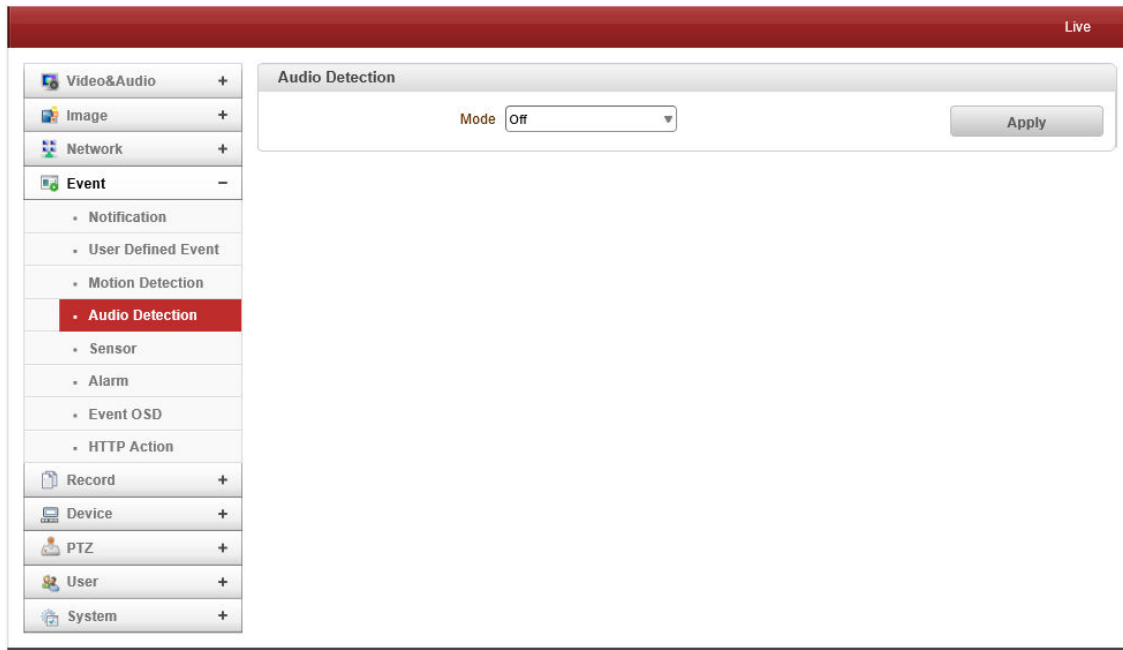 Live
Video&Audio +
Image +
Network +
Event −
Notification
User Defined Event
Motion Detection
Audio Detection
Sensor
Alarm
Event OSD
HTTP Action
Record +
Device +
PTZ +
User +
System +
Audio Detection
Mode Off
Apply